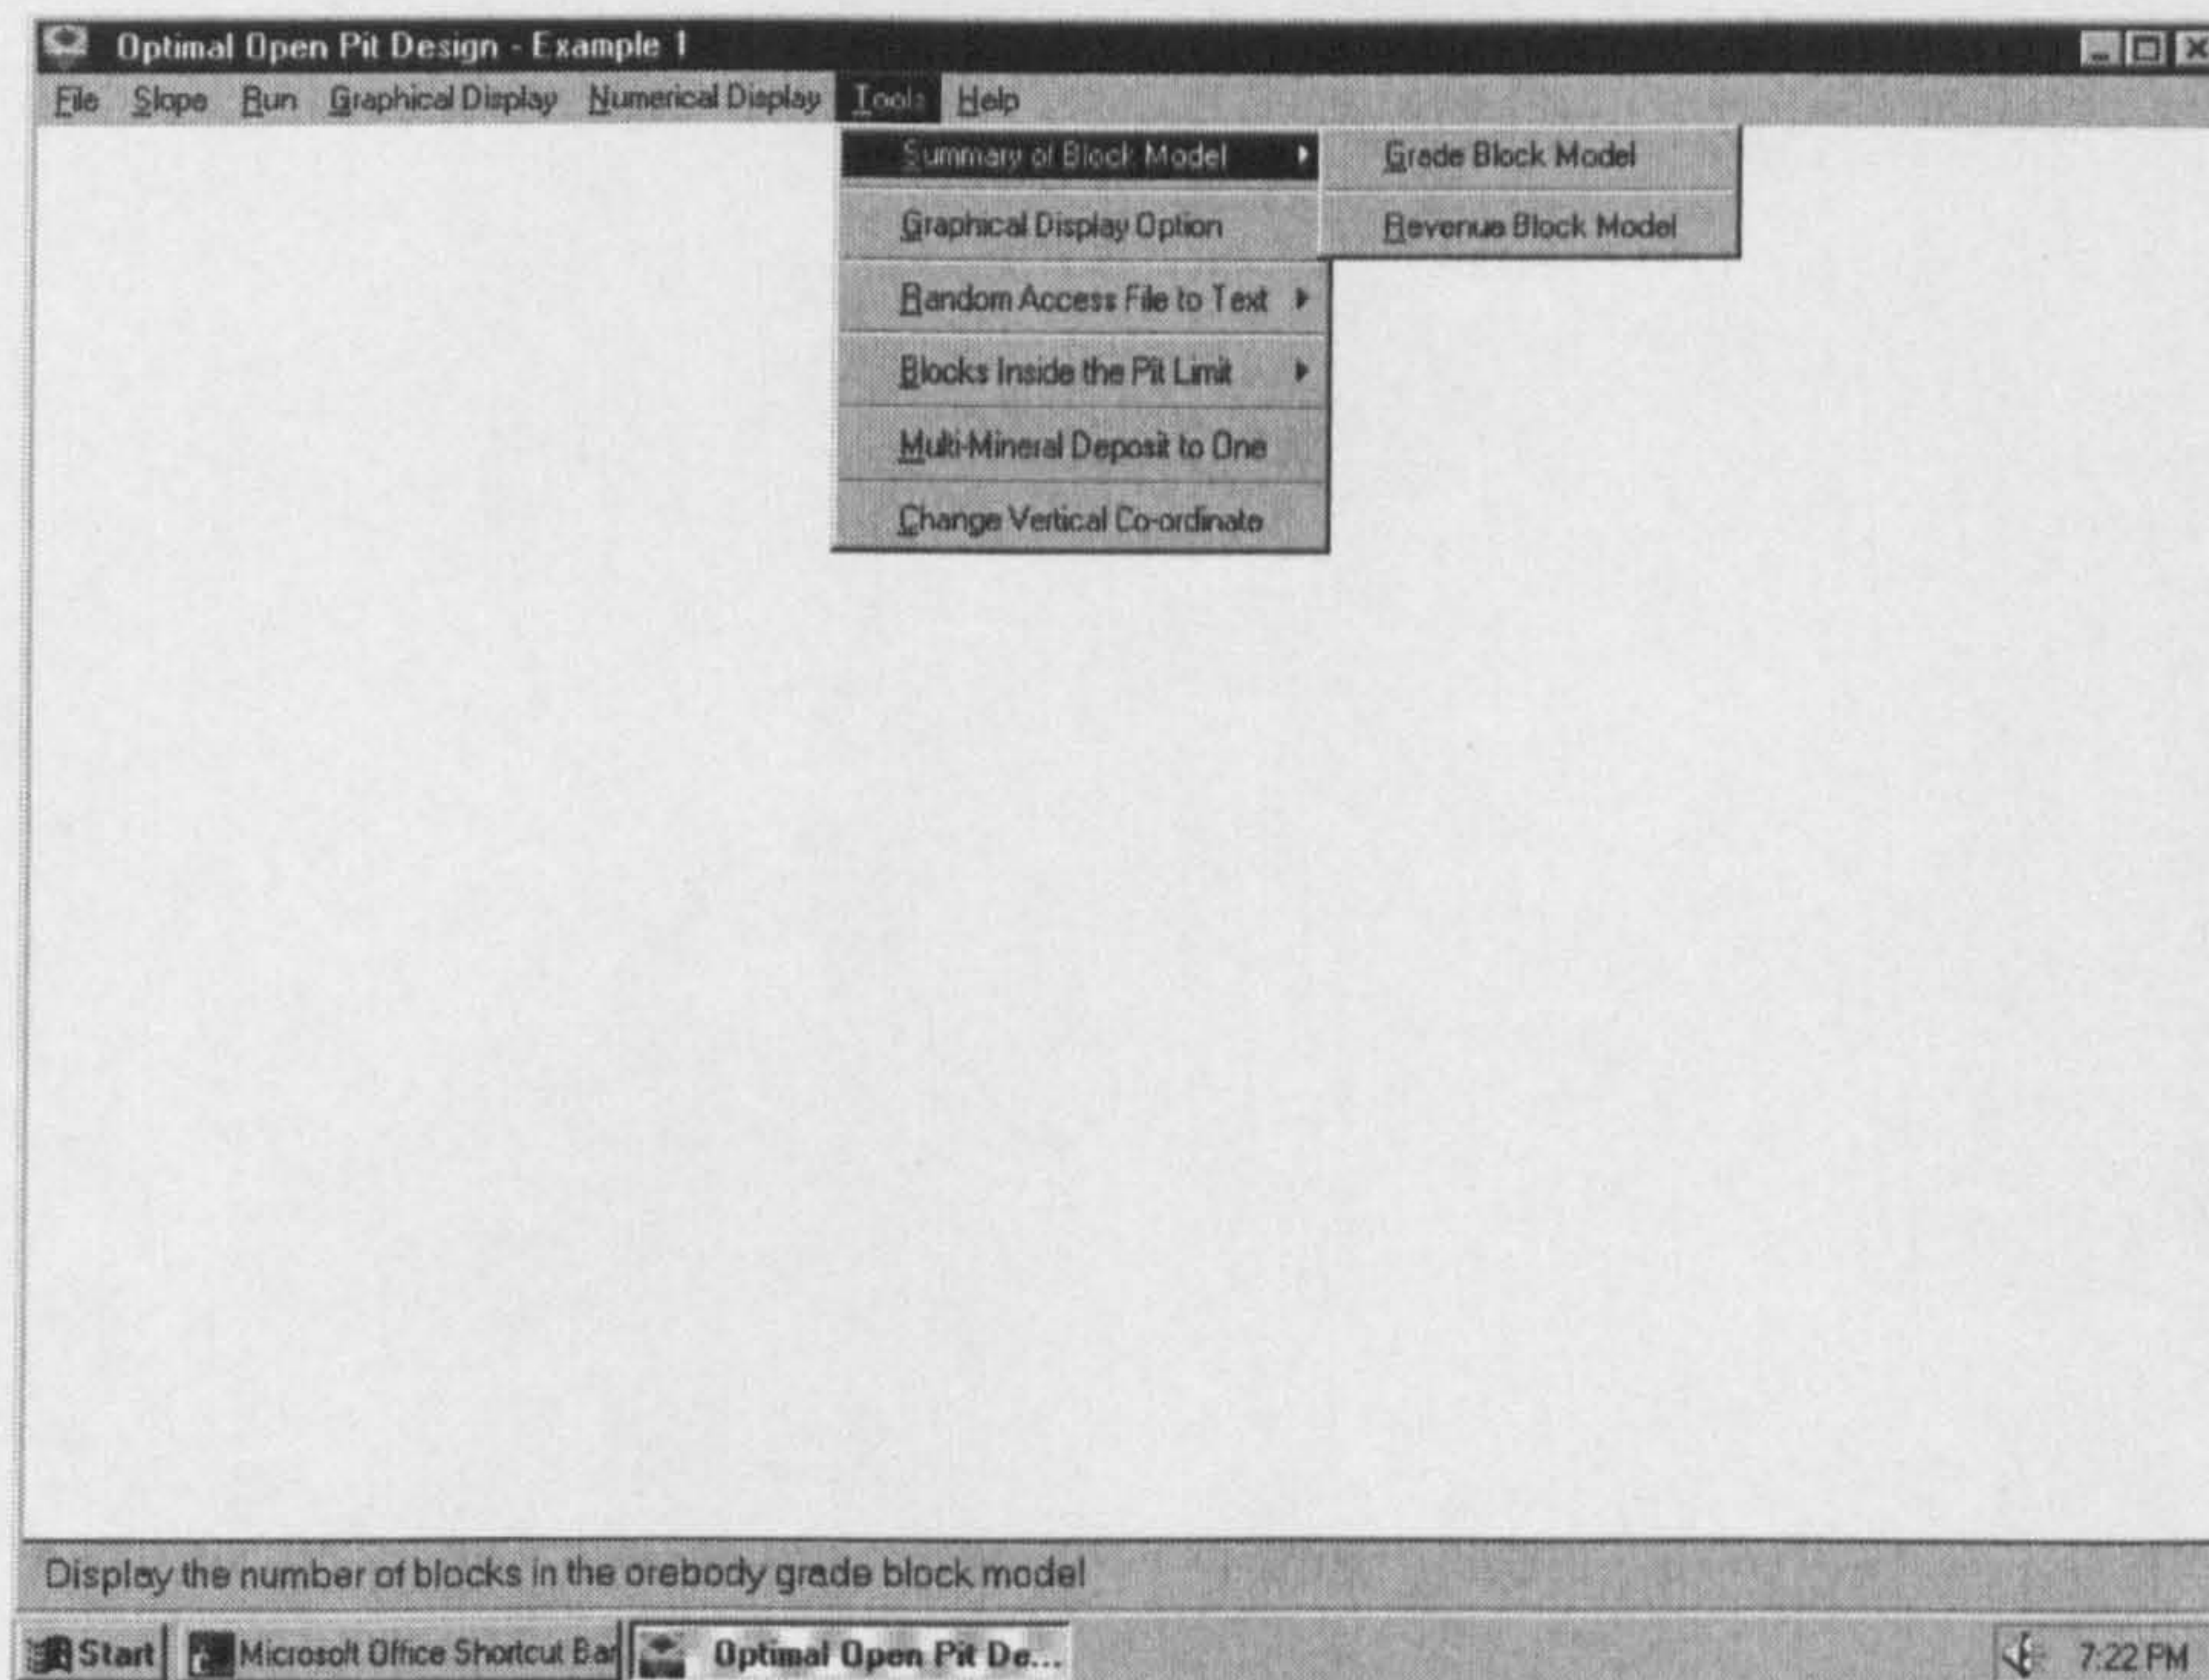 Optimal Open Pit Design - Example 1
File Slope Run Graphical Display Numerical Display Tools Help
Summary of Block Model
Grade Block Model
Graphical Display Option
Revenue Block Model
Random Access File to Text
Blocks Inside the Pit Limit
Multi-Mineral Deposit to One
Change Vertical Co-ordinate
Display the number of blocks in the orebody grade block model
Start Microsoft Office Shortcut Bar Optimal Open Pit De... 7:22 PM